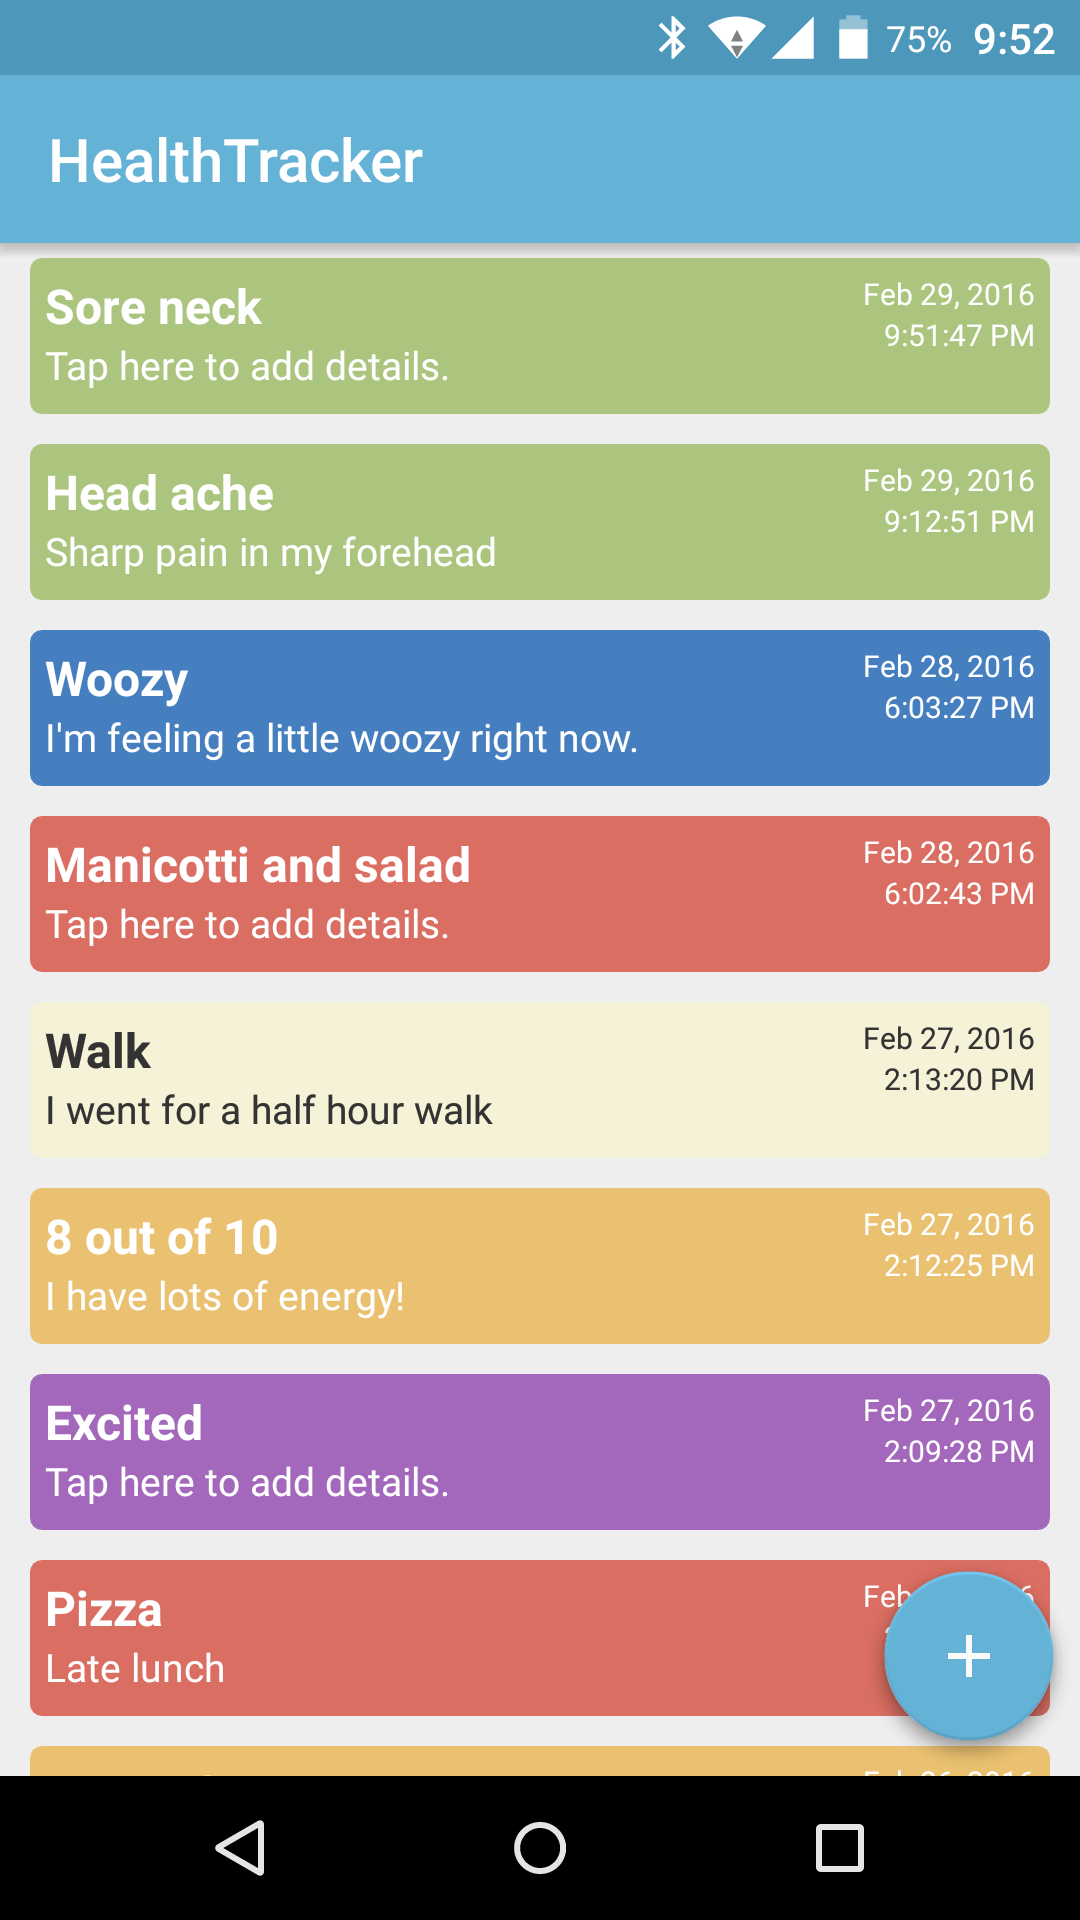 75% 9:52
HealthTracker
Sore neck
Feb 29, 2016
9:51:47 PM
Tap here to add details.
Head ache
Feb 29, 2016
9:12:51 PM
Sharp pain in my forehead
Woozy
Feb 28, 2016
6:03:27 PM
I'm feeling a little woozy right now.
Manicotti and salad
Feb 28, 2016
6:02:43 PM
Tap here to add details.
Walk
Feb 27, 2016
2:13:20 PM
I went for a half hour walk
8 out of 10
Feb 27, 2016
2:12:25 PM
I have lots of energy!
Excited
Feb 27, 2016
2:09:28 PM
Tap here to add details.
Pizza
Feb
Late lunch